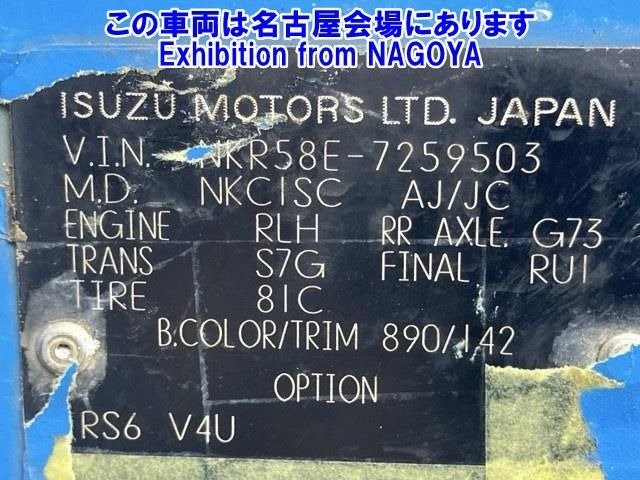 この車両は名古屋会場にあります
Exhibition from NAGOYA
ISUZU MOTORS LTD. JAPAN
V.I.N. NKR58E-7259503
M.D. NKC1SC AJ/JC
ENGINE RLH RR AXLE. G73
TRANS S7G FINAL RU1
TIRE 81C
B.COLOR/TRIM 890/142
OPTION
RS6 V4U